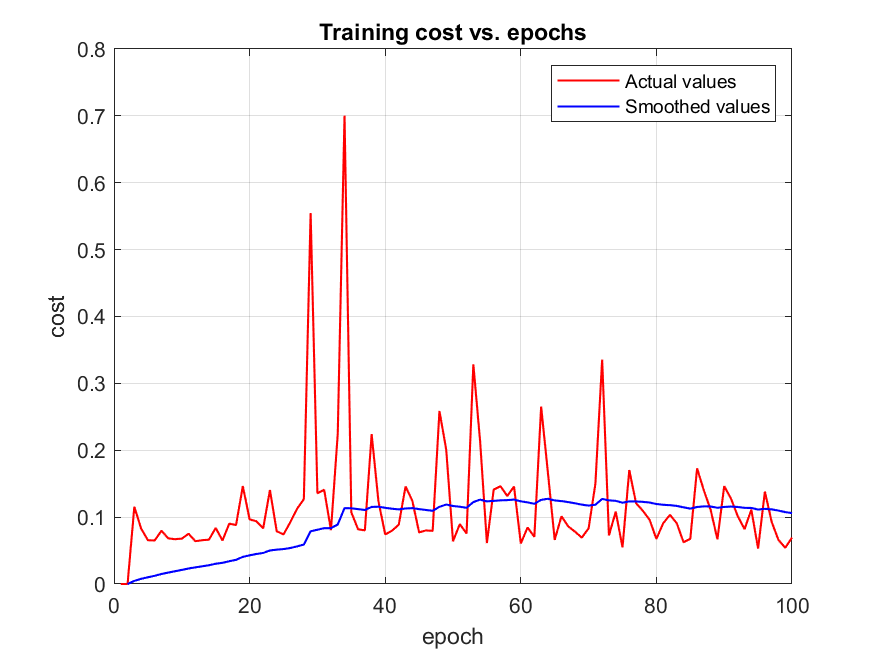 Training cost vs. epochs
Actual values
Smoothed values
0.8
0.7
0.6
0.5
0.4
0.3
0.2
0.1
0
cost
0 20 40 60 80 100
epoch